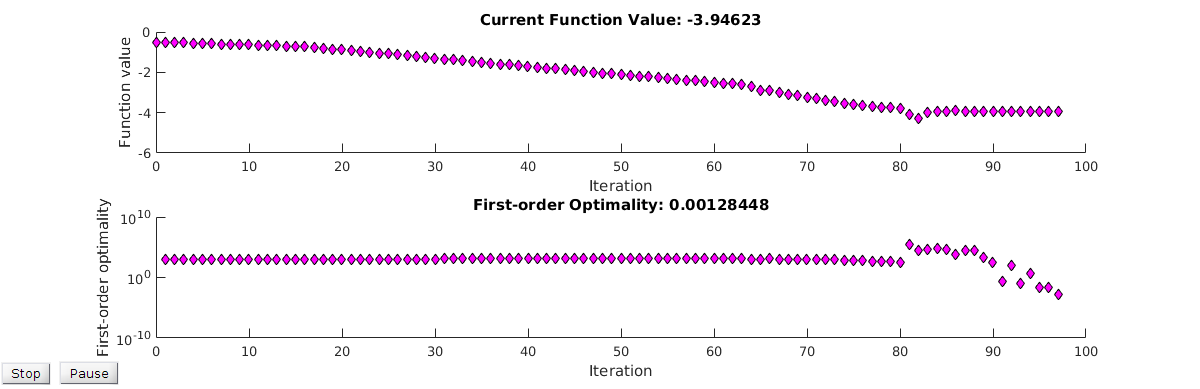 Current Function Value: -3.94623
Function value
0
-2
-4
-6
0 10 20 30 40 50 60 70 80 90 100
Iteration
First-order Optimality: 0.00128448
First-order optimality
10^10
10^0
10^-10
0 10 20 30 40 50 60 70 80 90 100
Iteration
Stop Pause